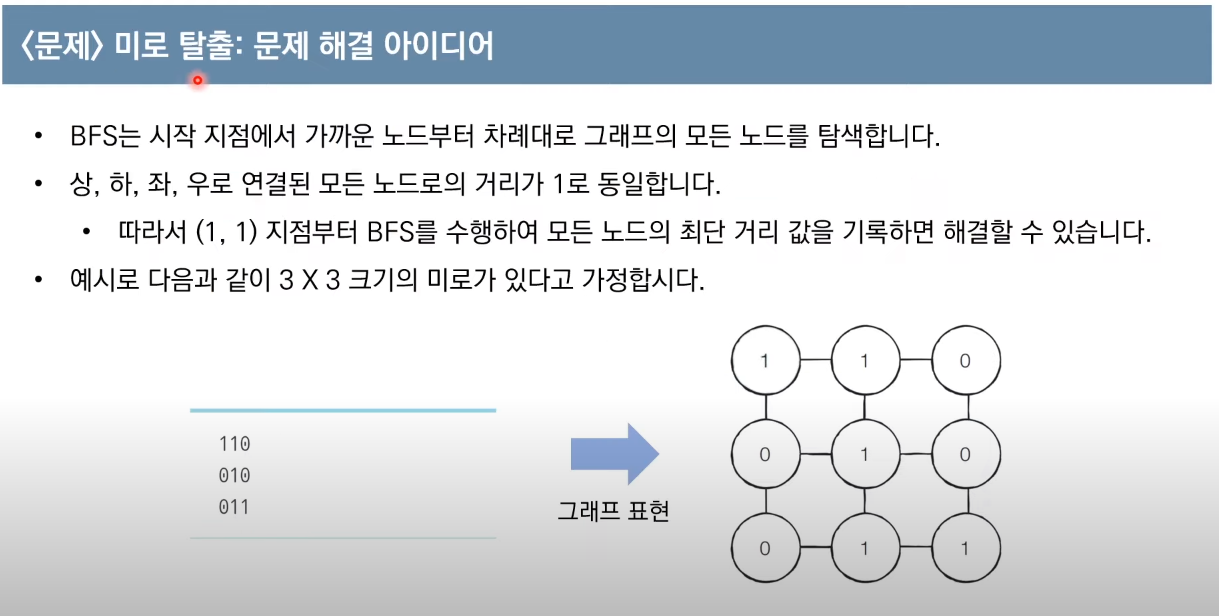 <문제> 미로 탈출: 문제 해결 아이디어
• BFS는 시작 지점에서 가까운 노드부터 차례대로 그래프의 모든 노드를 탐색합니다.
• 상, 하, 좌, 우로 연결된 모든 노드로의 거리가 1로 동일합니다.
• 따라서 (1, 1) 지점부터 BFS를 수행하여 모든 노드의 최단 거리 값을 기록하면 해결할 수 있습니다.
• 예시로 다음과 같이 3 X 3 크기의 미로가 있다고 가정합시다.
110
010
011
그래프 표현
1 1 0
0 1 0
0 1 1